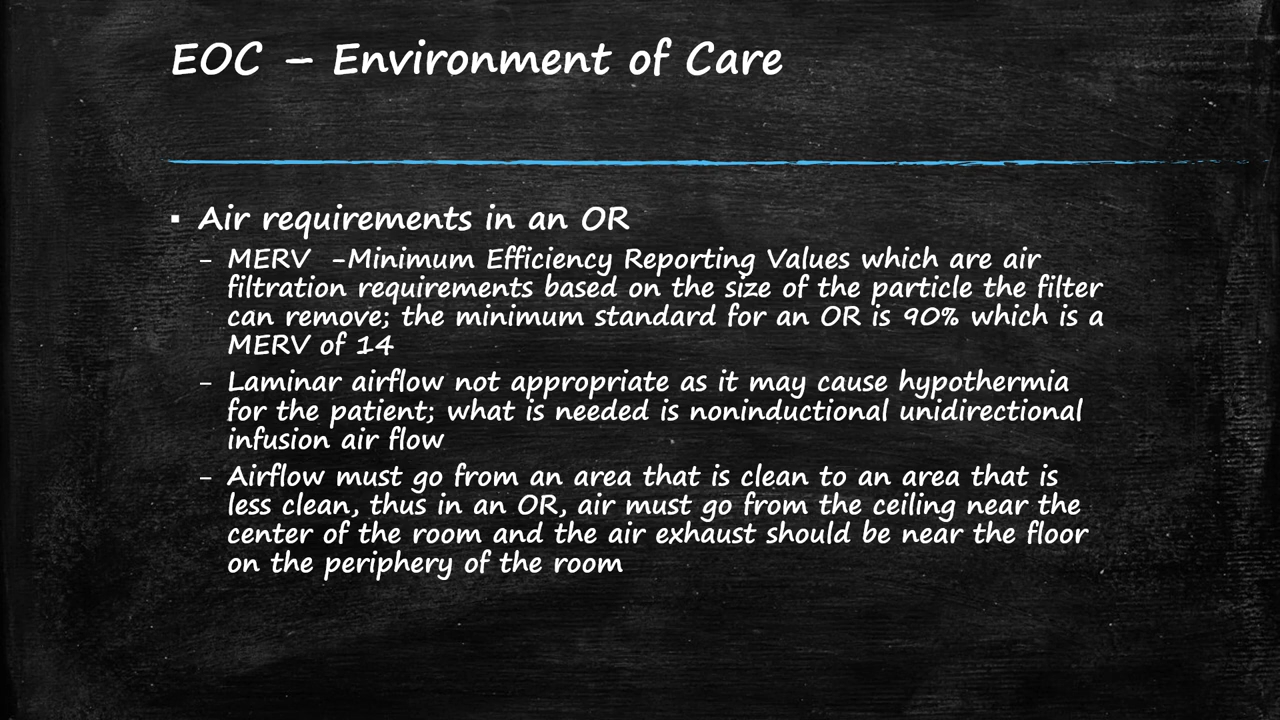 EOC – Environment of Care
▪ Air requirements in an OR
– MERV -Minimum Efficiency Reporting Values which are air
filtration requirements based on the size of the particle the filter
can remove; the minimum standard for an OR is 90% which is a
MERV of 14
– Laminar airflow not appropriate as it may cause hypothermia
for the patient; what is needed is noninductional unidirectional
infusion air flow
– Airflow must go from an area that is clean to an area that is
less clean, thus in an OR, air must go from the ceiling near the
center of the room and the air exhaust should be near the floor
on the periphery of the room